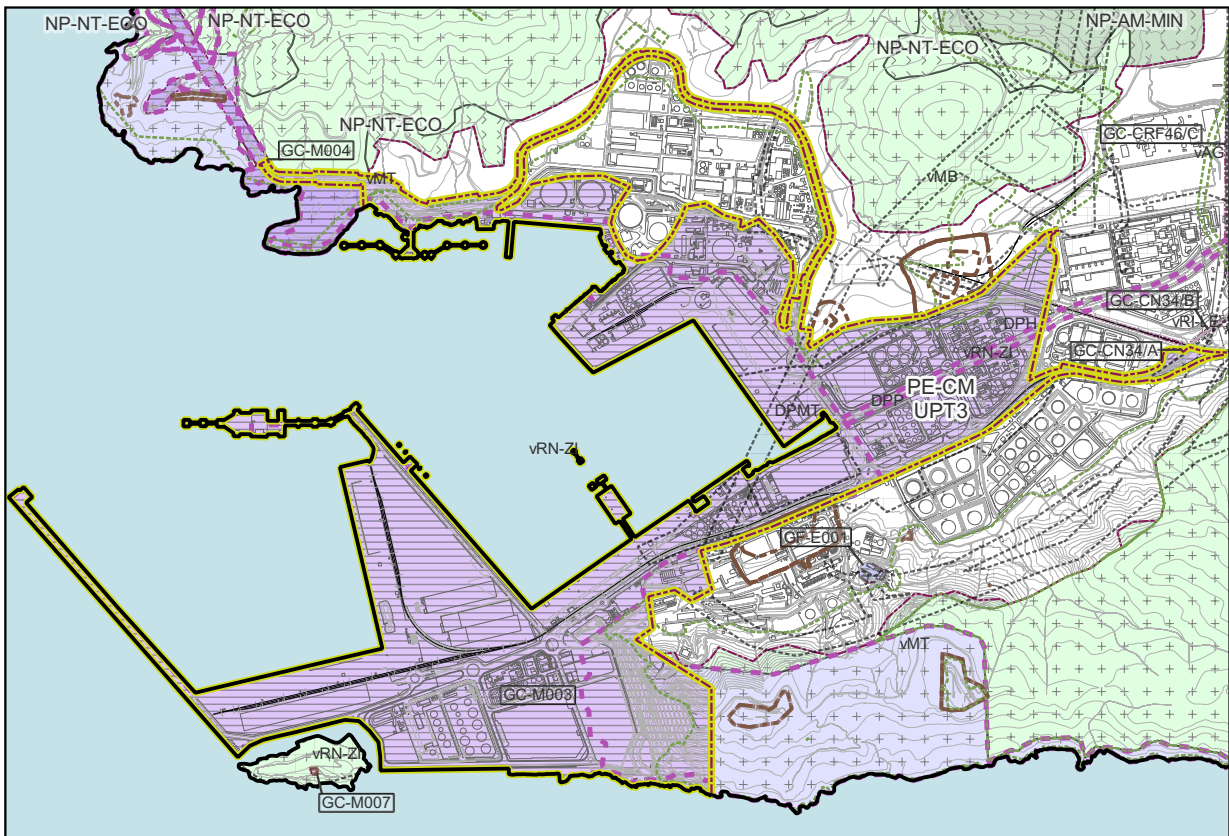 NP-NT-ECO
NP-NT-ECO
NP-AM-MIN
NP-NT-ECO
NP-NT-ECO
GC-CRF46/C
GC-M004
vAG
vMT
vMB
GC-CN34/B
DPH
vRN-ZI
GC-CN34/A
PE-CM
UPT3
DPP
DPMT
vRN-ZI
GF-E001
vMT
GC-M003
vRN-ZI
GC-M007